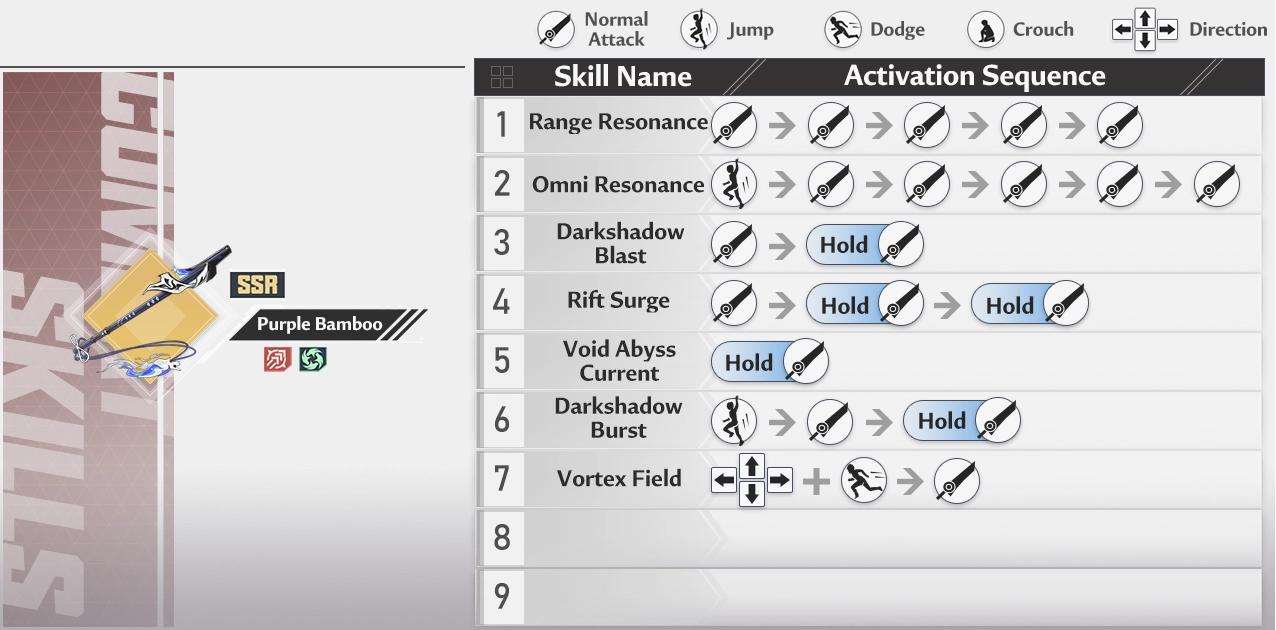 Normal
Attack
Jump
Dodge
Crouch
Direction
Skill Name
Activation Sequence
1
Range Resonance
2
Omni Resonance
3
Darkshadow
Blast
Hold
4
Rift Surge
Hold
Hold
5
Void Abyss
Current
Hold
6
Darkshadow
Burst
Hold
7
Vortex Field
8
9
SSR
Purple Bamboo
SKILLS